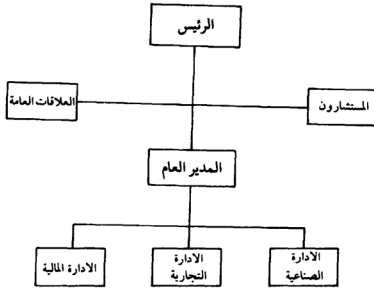 الرئيس
المستشارون
العلاقات العامة
المدير العام
الادارة
الصناعية
الادارة
التجارية
الادارة المالية